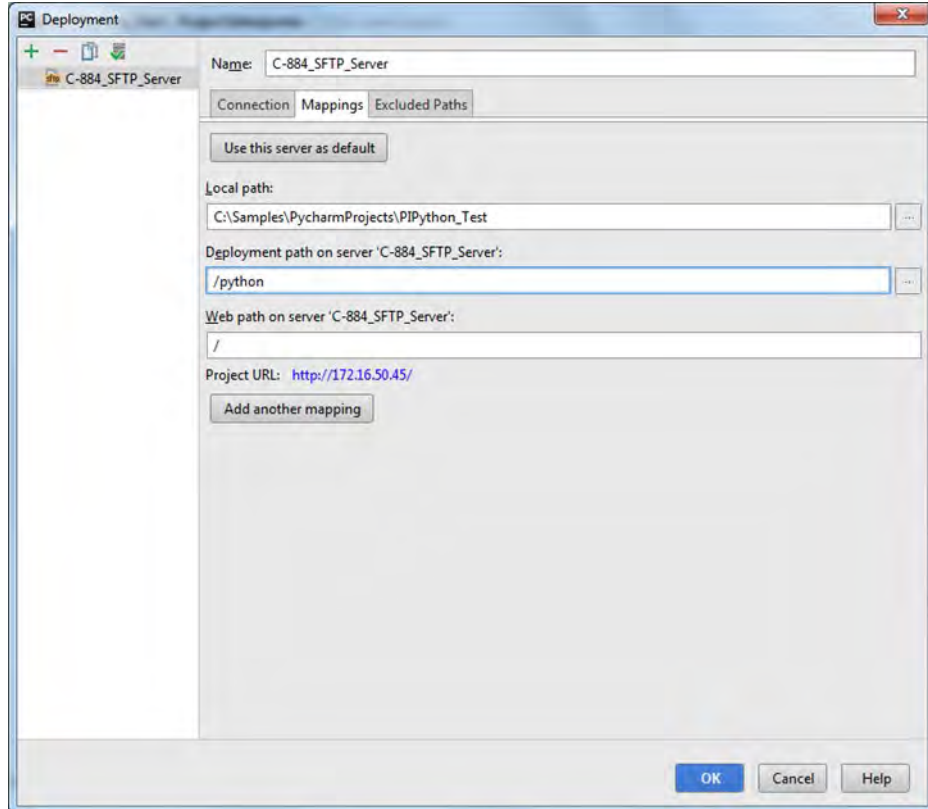 PC Deployment
C-884_SFTP_Server
Name: C-884_SFTP_Server
Connection Mappings Excluded Paths
Use this server as default
Local path:
C:\Samples\PycharmProjects\PIPython_Test
...
Deployment path on server 'C-884_SFTP_Server':
/python
...
Web path on server 'C-884_SFTP_Server':
/
Project URL: http://172.16.50.45/
Add another mapping
OK Cancel Help